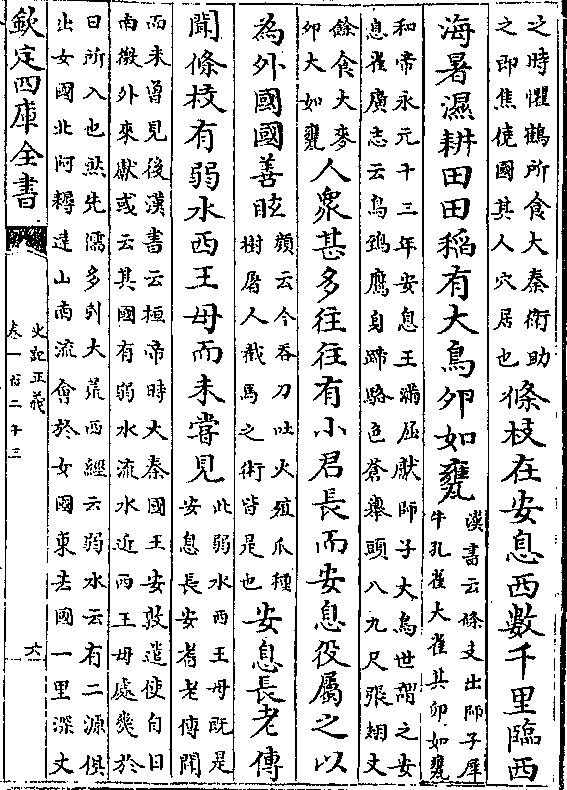 之時懼鶴所食大秦衛助
之即焦僥國其人穴居也
條枝在安息西數千里臨西
海暑濕耕田田稻有大鳥卵如甕
漢書云條支出師子犀
牛孔雀大雀其卵如甕
和帝永元十三年安息王滿屈獻師子大鳥世謂之安
息雀廣志云鳥鵄鷹身蹄駱色蒼舉頭八九尺張翅丈
餘食大麥
卵大如甕
人衆甚多往往有小君長而安息役屬之以
為外國國善眩
顔云今吞刀吐火殖瓜種
樹屠人截馬之術皆是也
安息長老傳
聞條枝有弱水西王母而未嘗見
此弱水西王母既是
安息長安耆老傳聞
而未曾見後漢書云桓帝時大秦國王安敦遣使自日
南徼外來獻或云其國有弱水流水近西王母處幾於
日所入也然先儒多引大荒西經云弱水云有二源俱
出女國北阿耨達山南流會於女國東去國一里深丈
欽定四庫全書
史記正義
卷一百二十三
六